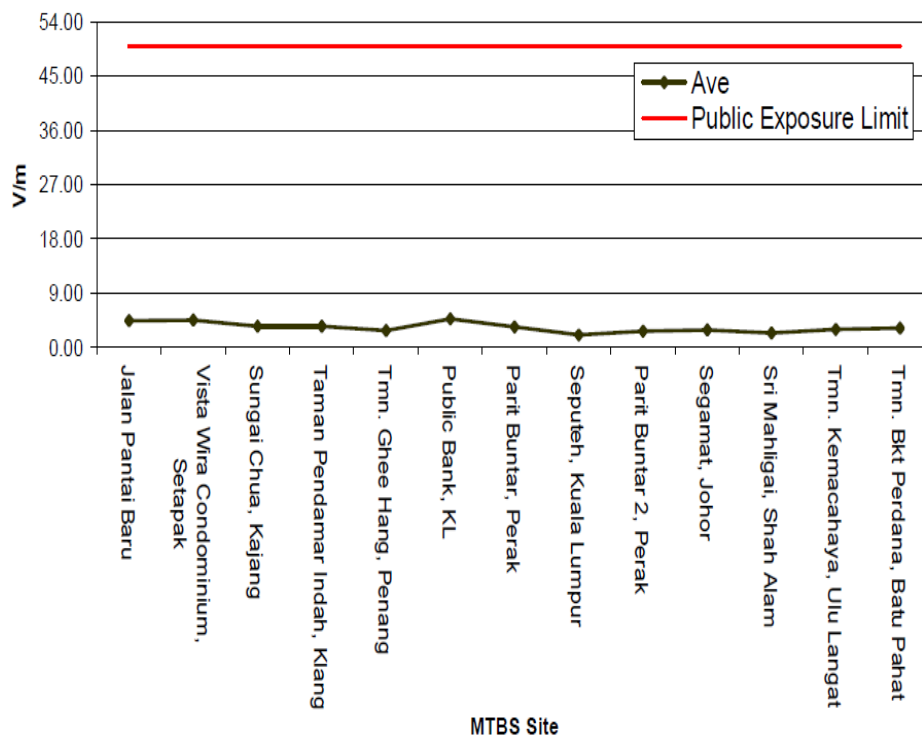 54.00
45.00
36.00
27.00
18.00
9.00
0.00
V/m
Ave
Public Exposure Limit
Jalan Pantai Baru
Vista Wira Condominium,
Setapak
Sungai Chua, Kajang
Taman Pendamar Indah, Klang
Tmn. Ghee Hang, Penang
Public Bank, KL
Parit Buntar, Perak
Seputeh, Kuala Lumpur
Parit Buntar 2, Perak
Segamat, Johor
Sri Mahligai, Shah Alam
Tmn. Kemacahaya, Ulu Langat
Tmn. Bkt Perdana, Batu Pahat
MTBS Site